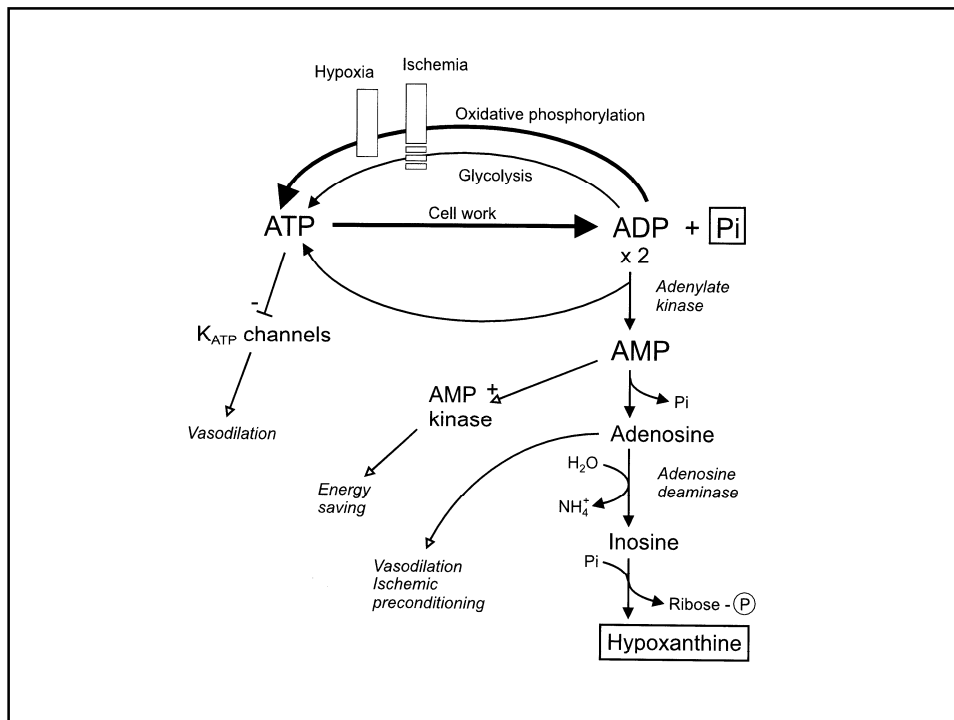 Hypoxia
Ischemia
Oxidative phosphorylation
Glycolysis
ATP
Cell work
ADP + Pi
x 2
Adenylate
kinase
-
K_ATP channels
Vasodilation
AMP
AMP +
kinase
Pi
Energy
saving
Adenosine
H₂O
Adenosine
deaminase
NH₄⁺
Vasodilation
Ischemic
preconditioning
Inosine
Pi
Ribose - P
Hypoxanthine